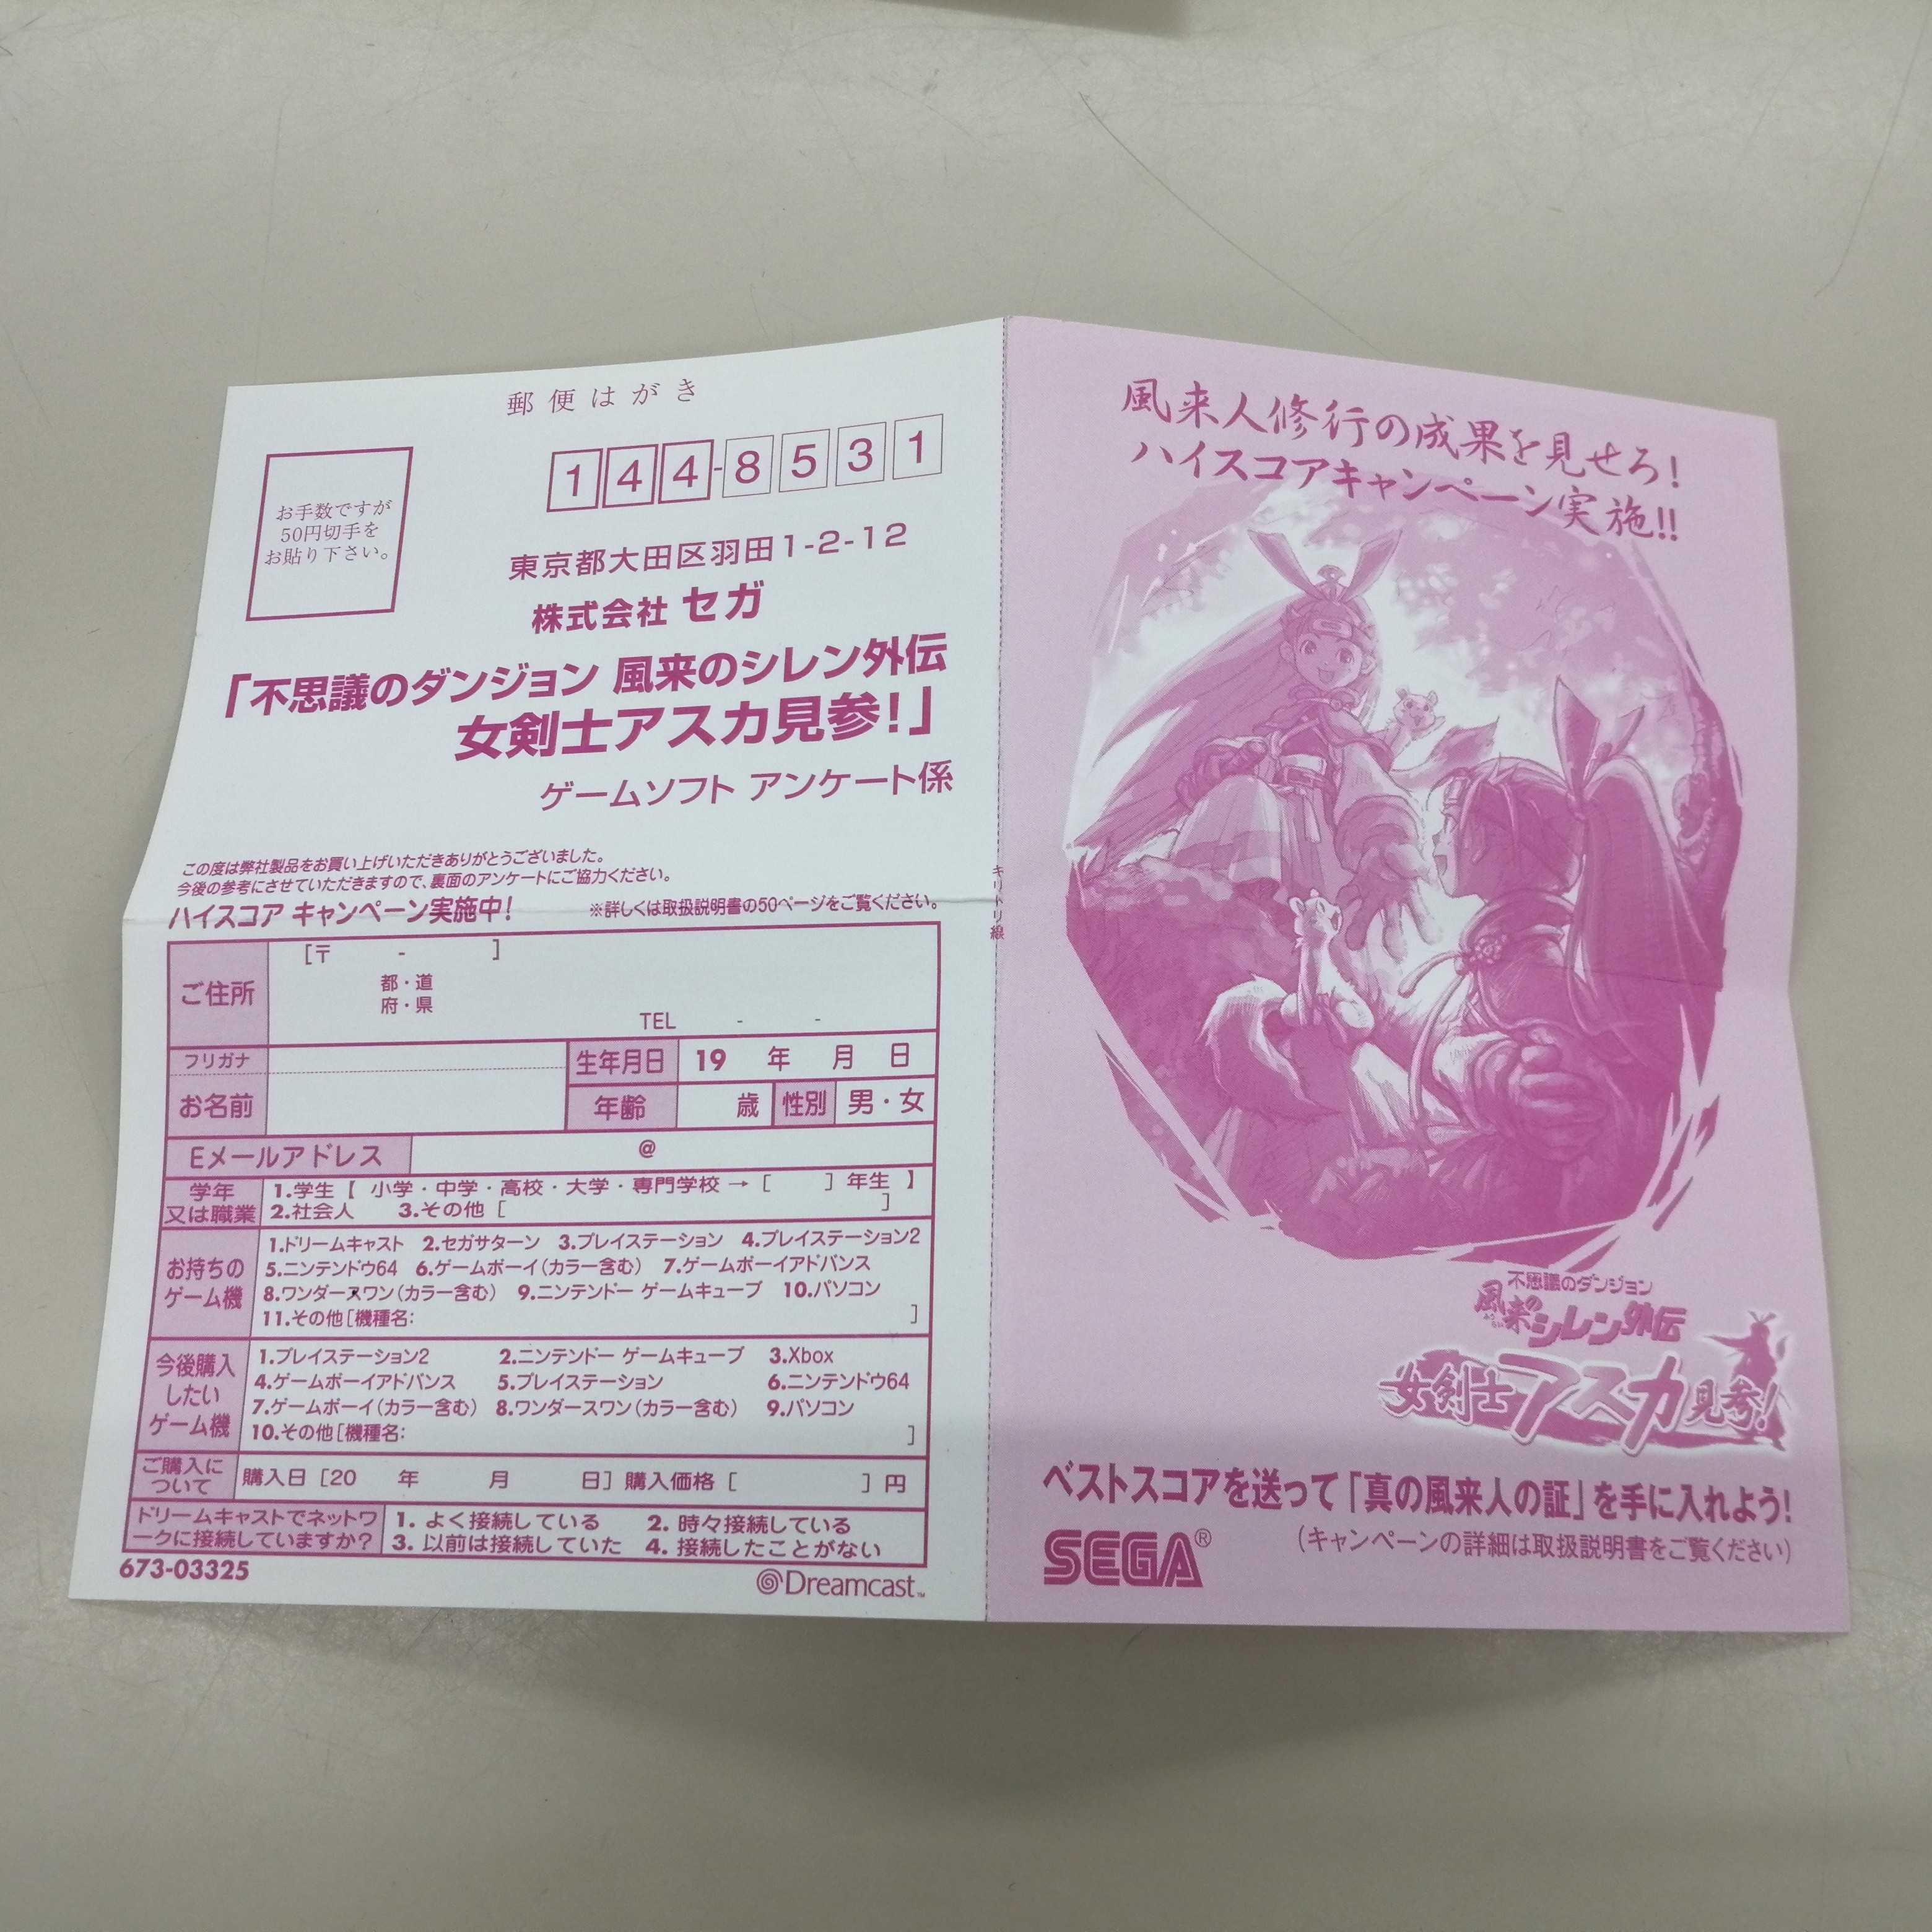 郵便はがき
お手数ですが
50円切手を
お貼り下さい。
144-8531
東京都大田区羽田1-2-12
株式会社 セガ
「不思議のダンジョン 風来のシレン外伝
女剣士アスカ見参!」
ゲームソフト アンケート係
この度は弊社製品をお買い上げいただきありがとうございました。
今後の参考にさせていただきますので、裏面のアンケートにご協力ください。
ハイスコア キャンペーン実施中! ※詳しくは取扱説明書の50ページをご覧ください。
ご住所 [〒 - ]
都・道
府・県
TEL - -
フリガナ
お名前
生年月日 19 年 月 日
年齢 歳 性別 男・女
Eメールアドレス @
学年
又は職業
1.学生【 小学・中学・高校・大学・専門学校→[ ]年生 】
2.社会人 3.その他[ ]
お持ちの
ゲーム機
1.ドリームキャスト 2.セガサターン 3.プレイステーション 4.プレイステーション2
5.ニンテンドウ64 6.ゲームボーイ(カラー含む) 7.ゲームボーイアドバンス
8.ワンダースワン(カラー含む) 9.ニンテンドー ゲームキューブ 10.パソコン
11.その他[機種名: ]
今後購入
したい
ゲーム機
1.プレイステーション2 2.ニンテンドー ゲームキューブ 3.Xbox
4.ゲームボーイアドバンス 5.プレイステーション 6.ニンテンドウ64
7.ゲームボーイ(カラー含む) 8.ワンダースワン(カラー含む) 9.パソコン
10.その他[機種名: ]
ご購入に
ついて
購入日[20 年 月 日]購入価格[ ]円
ドリームキャストでネットワ
ークに接続していますか?
1. よく接続している 2. 時々接続している
3. 以前は接続していた 4. 接続したことがない
673-03325
Dreamcast™
キリトリ線
風来人修行の成果を見せろ!
ハイスコアキャンペーン実施!!
不思議のダンジョン
風来のシレン外伝
ふうらい
女剣士アスカ見参!
ベストスコアを送って「真の風来人の証」を手に入れよう!
(キャンペーンの詳細は取扱説明書をご覧ください)
SEGA®